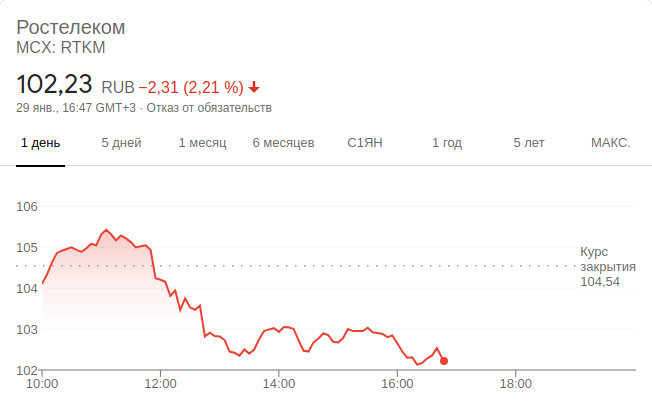 Ростелеком
MCX: RTKM
102,23 RUB −2,31 (2,21 %)
29 янв., 16:47 GMT+3 · Отказ от обязательств
1 день 5 дней 1 месяц 6 месяцев С1ЯН 1 год 5 лет МАКС.
106
105
Курс
закрытия
104,54
104
103
102
10:00 12:00 14:00 16:00 18:00